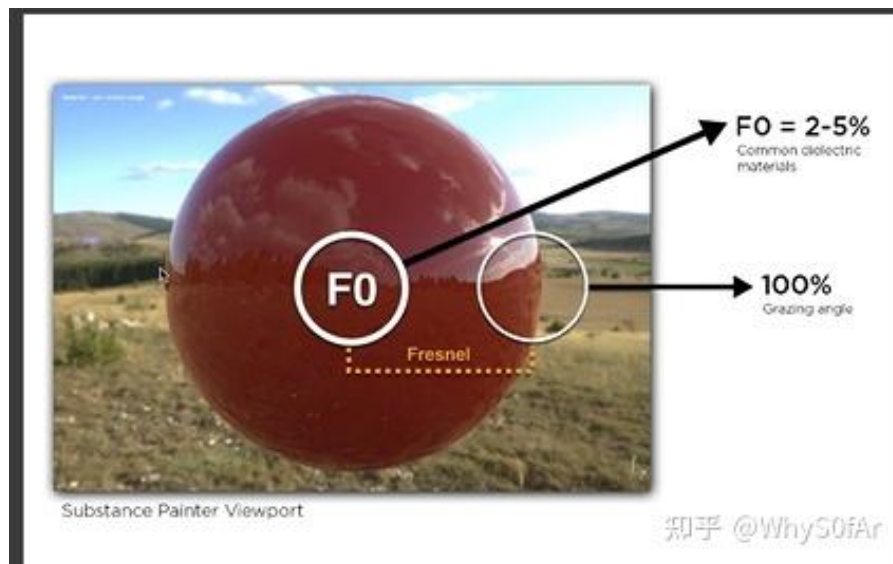 F0 = 2-5%
Common dielectric
materials
F0
100%
Grazing angle
Fresnel
Substance Painter Viewport
知乎 @WhyS0fAr